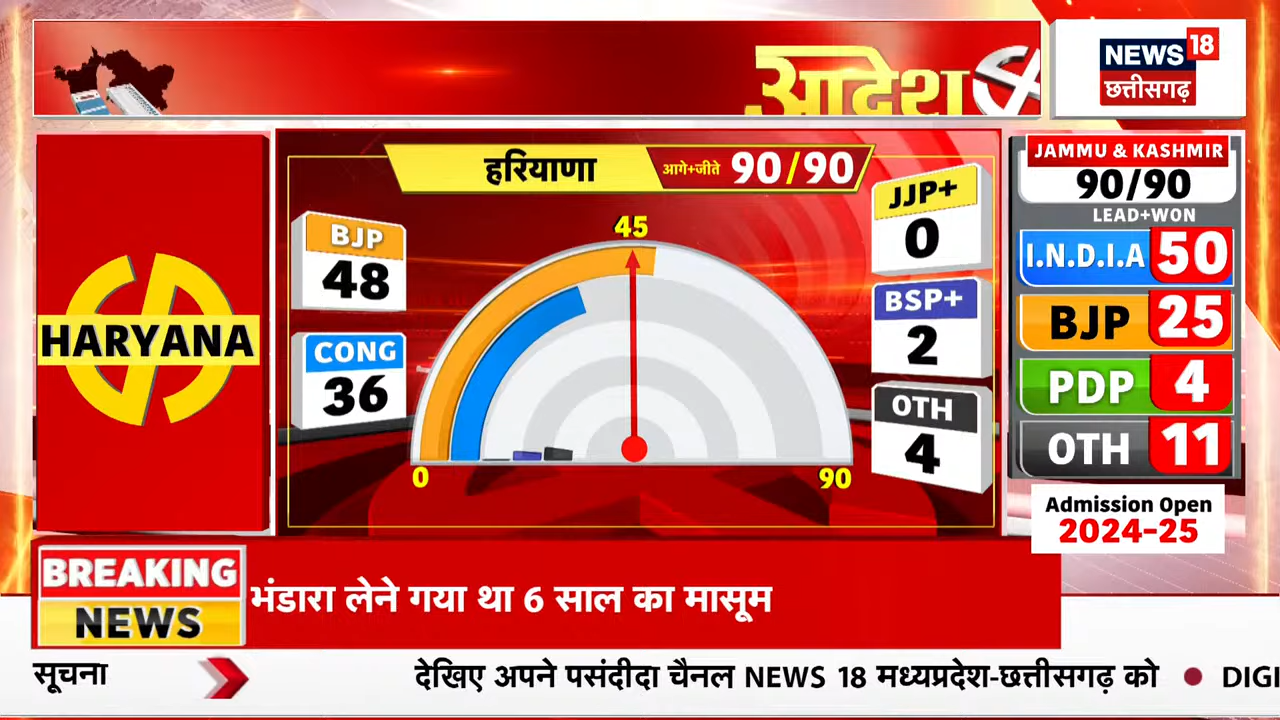 आदेश
NEWS 18
छत्तीसगढ़
HARYANA
हरियाणा
आगे+जीते 90/90
BJP
48
CONG
36
45
0
90
JJP+
0
BSP+
2
OTH
4
JAMMU & KASHMIR
90/90
LEAD+WON
I.N.D.I.A 50
BJP 25
PDP 4
OTH 11
Admission Open
2024-25
BREAKING
NEWS
भंडारा लेने गया था 6 साल का मासूम
सूचना
देखिए अपने पसंदीदा चैनल NEWS 18 मध्यप्रदेश-छत्तीसगढ़ को • DIGI